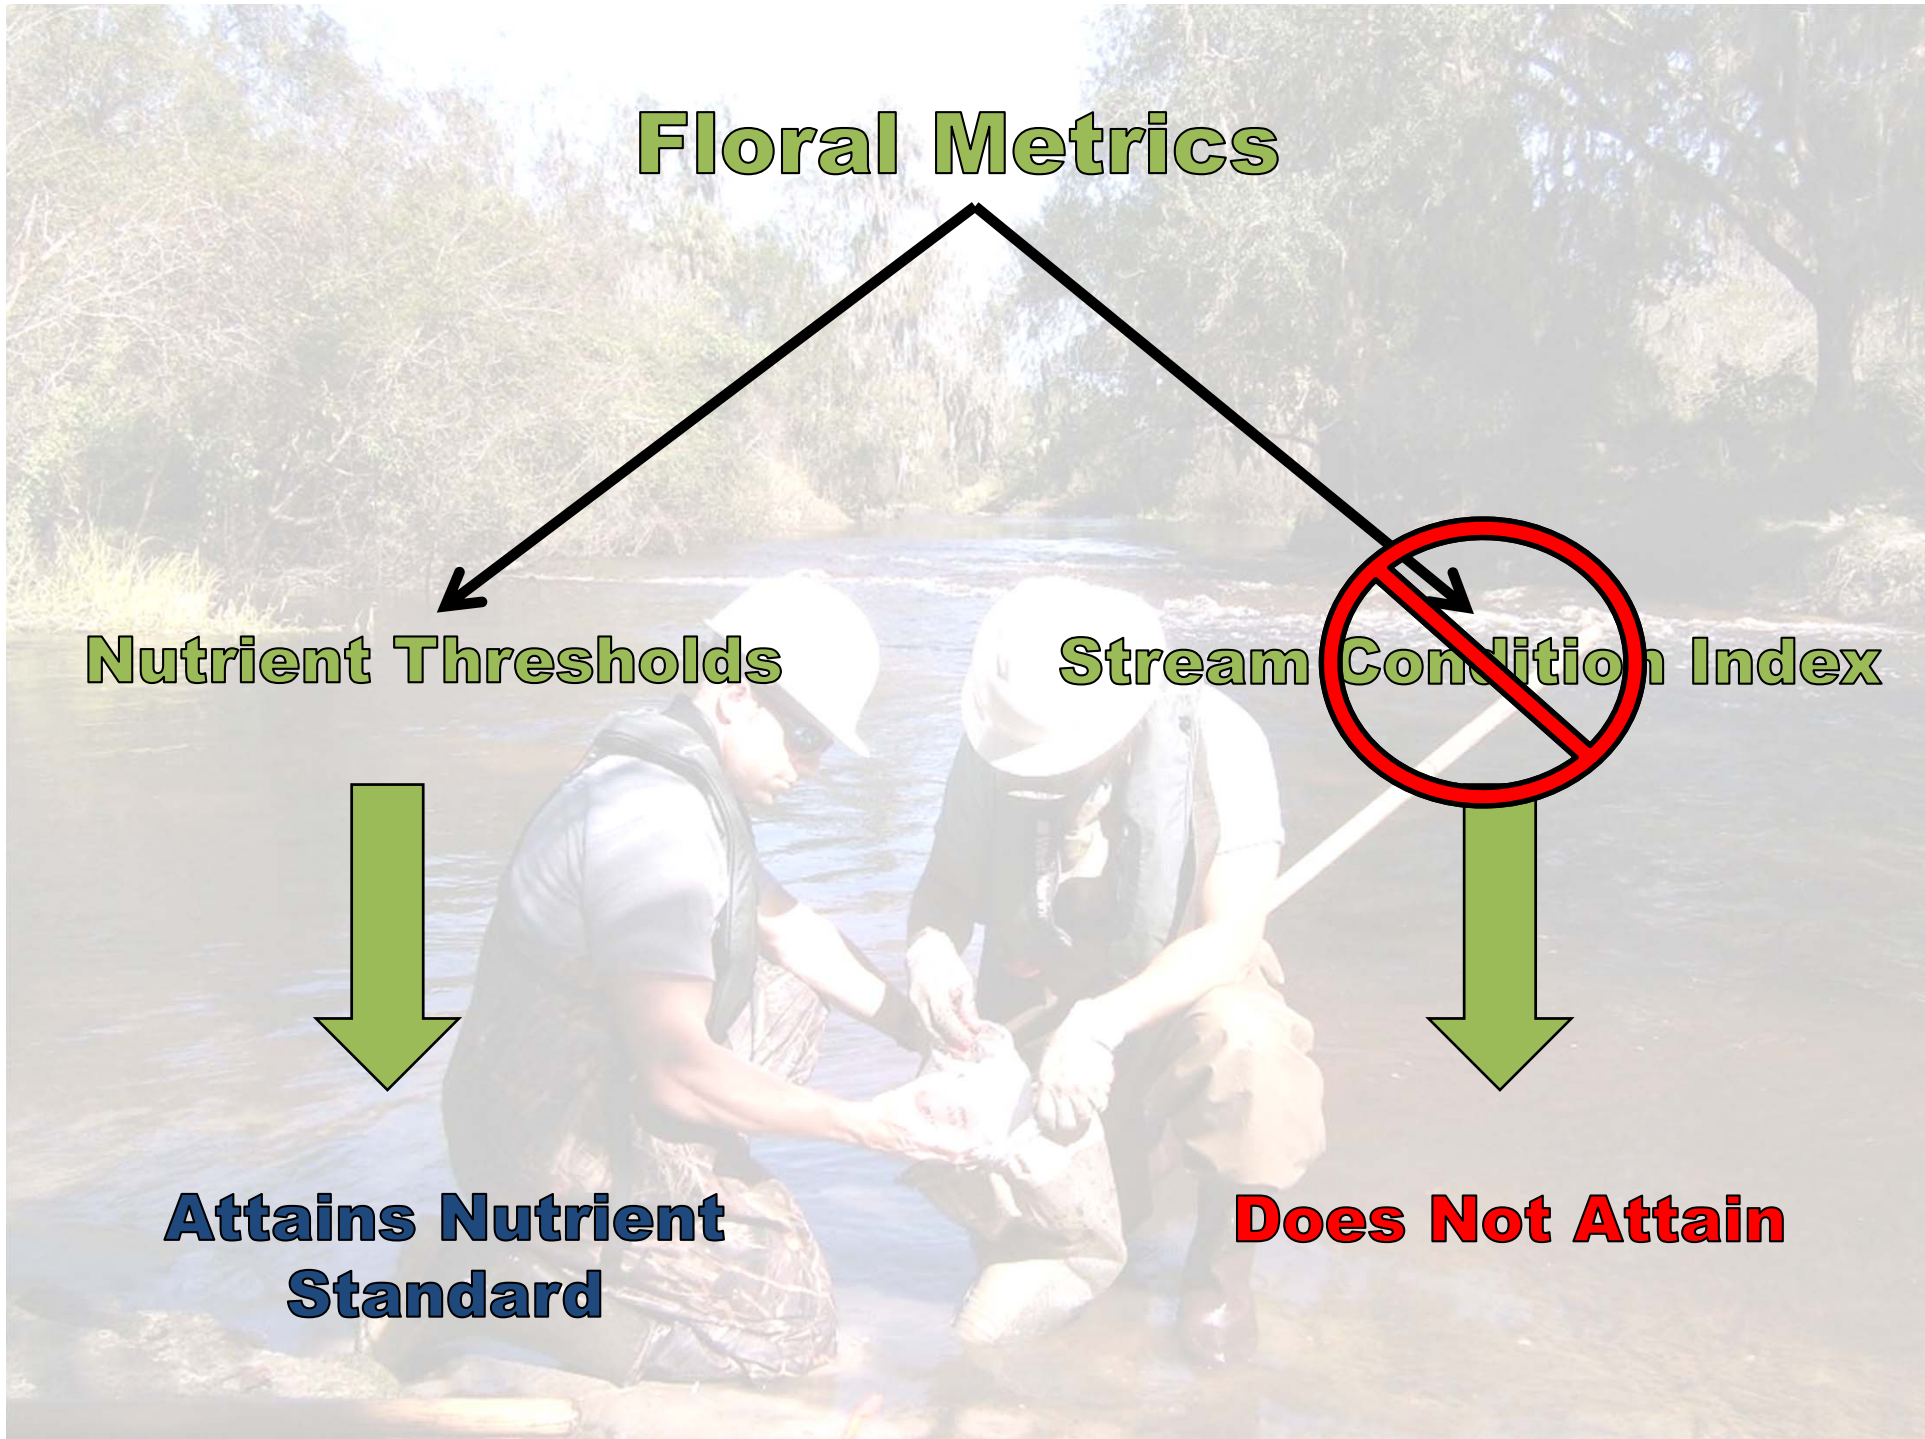 Floral Metrics
Nutrient Thresholds
Stream Condition Index
Attains Nutrient
Standard
Does Not Attain